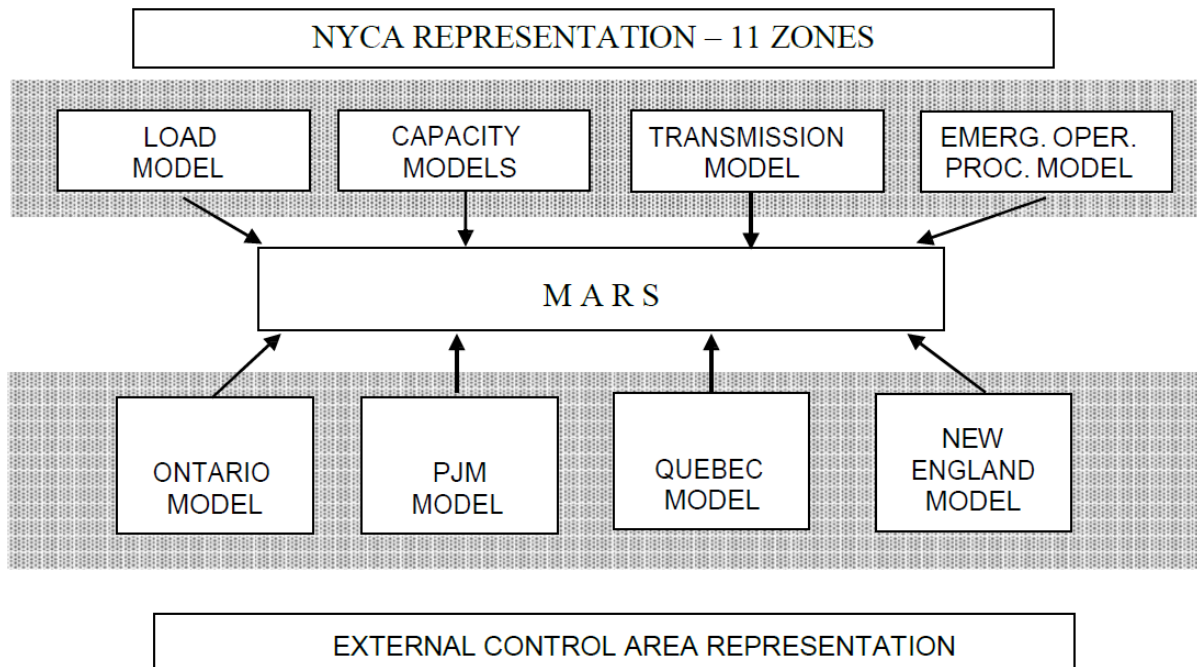 NYCA REPRESENTATION – 11 ZONES
LOAD
MODEL
CAPACITY
MODELS
TRANSMISSION
MODEL
EMERG. OPER.
PROC. MODEL
M A R S
ONTARIO
MODEL
PJM
MODEL
QUEBEC
MODEL
NEW
ENGLAND
MODEL
EXTERNAL CONTROL AREA REPRESENTATION